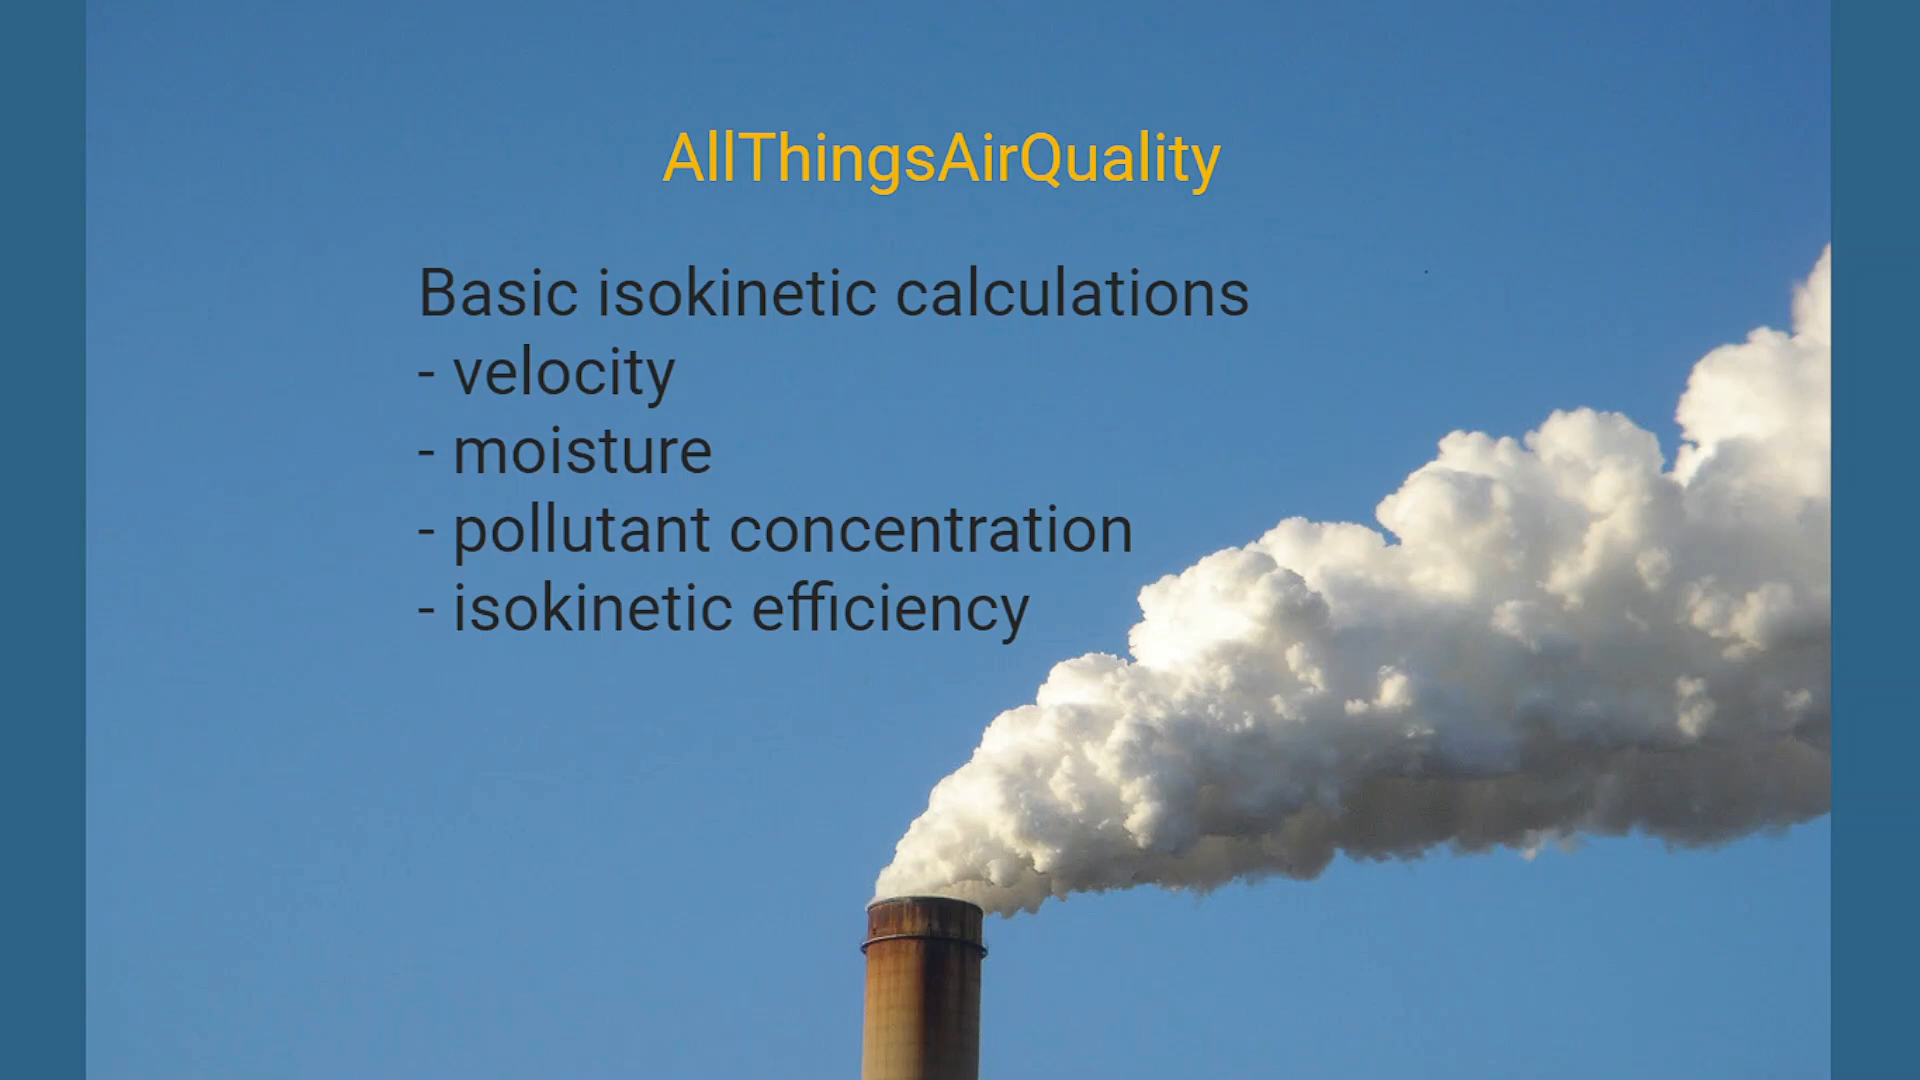 AllThingsAirQuality
Basic isokinetic calculations
- velocity
- moisture
- pollutant concentration
- isokinetic efficiency